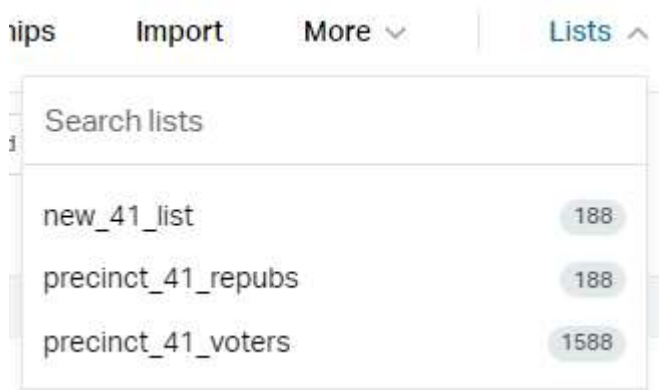 Import More Lists
Search lists
new_41_list 188
precinct_41_repubs 188
precinct_41_voters 1588